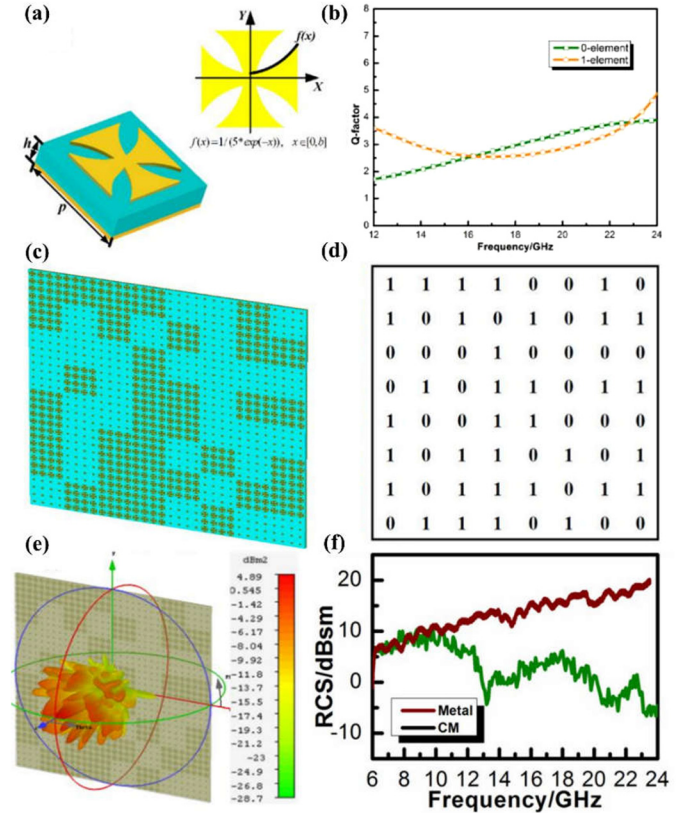 (a)
Y
f(x)
X
f(x)=1/(5*exp(-x)), x∈[0,b]
h
p
(b)
8
7
6
5
4
3
2
1
0
Q-factor
0-element
1-element
12 14 16 18 20 22 24
Frequency/GHz
(c)
(d)
1 1 1 1 0 0 1 0
1 0 1 0 1 0 1 1
0 0 0 1 0 0 0 0
0 1 0 1 1 0 1 1
1 0 0 1 1 0 0 0
1 0 1 1 0 1 0 1
1 0 1 1 1 0 1 1
0 1 1 1 0 1 0 0
(e)
dBm2
4.89
0.545
-1.42
-4.29
-6.17
-8.04
-9.92
-11.8
-13.7
-15.5
-17.4
-19.3
-21.2
-23
-24.9
-26.8
-28.7
(f)
20
10
0
-10
RCS/dBsm
Metal
CM
6 8 10 12 14 16 18 20 22 24
Frequency/GHz